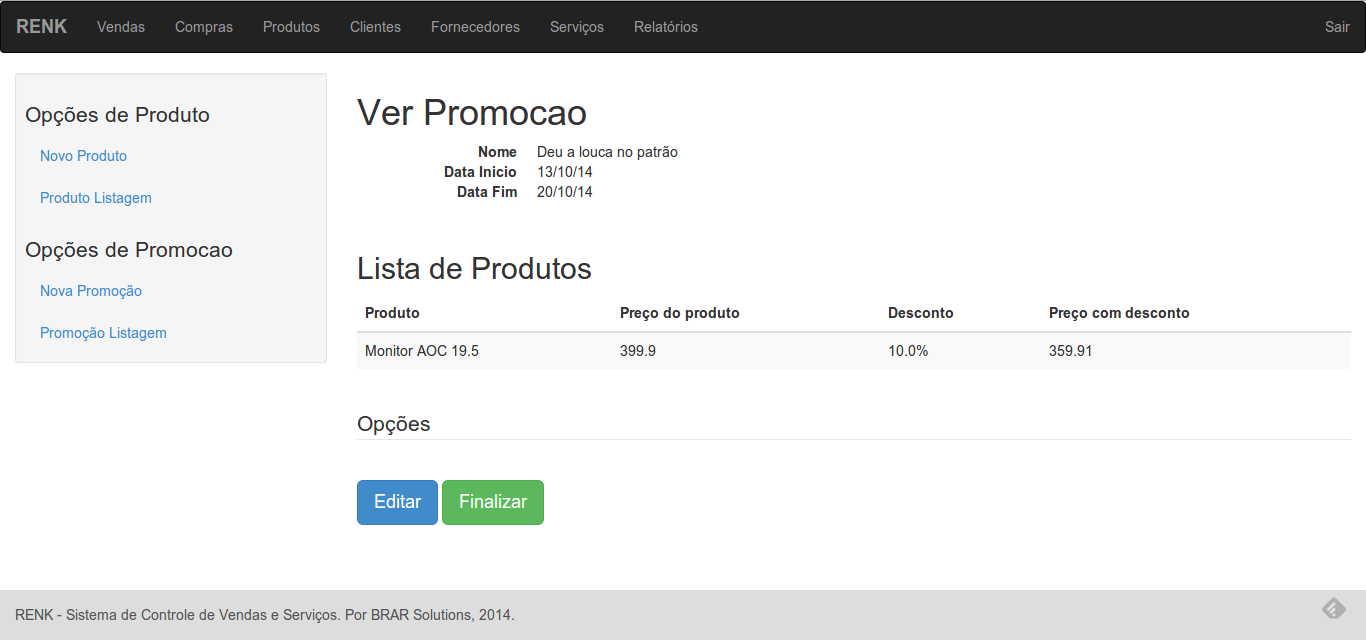 RENK Vendas Compras Produtos Clientes Fornecedores Serviços Relatórios Sair
Opções de Produto
Novo Produto
Produto Listagem
Opções de Promocao
Nova Promoção
Promoção Listagem
Ver Promocao
Nome Deu a louca no patrão
Data Inicio 13/10/14
Data Fim 20/10/14
Lista de Produtos
Produto Preço do produto Desconto Preço com desconto
Monitor AOC 19.5 399.9 10.0% 359.91
Opções
Editar Finalizar
RENK - Sistema de Controle de Vendas e Serviços. Por BRAR Solutions, 2014.